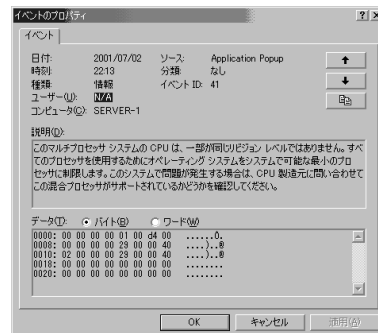 イベントのプロパティ
イベント
日付: 2001/07/02 ソース: Application Popup
時刻: 22:13 分類: なし
種類: 情報 イベント ID: 41
ユーザー(U): N/A
コンピュータ(C): SERVER-1
説明(D):
このマルチプロセッサ システムの CPU は、一部が同じリビジョン レベルではありません。すべ
てのプロセッサを使用するためにオペレーティング システムをシステムで可能な最小のプロ
セッサに制限します。このシステムで問題が発生する場合は、CPU 製造元に問い合わせて
この混合プロセッサがサポートされているかどうかを確認してください。
データ(T): バイト(B) ワード(W)
0000: 00 00 00 00 01 00 d4 00 ......Ô.
0008: 00 00 00 00 29 00 00 40 ....)..@
0010: 02 00 00 00 29 00 00 40 ....)..@
0018: 00 00 00 00 00 00 00 00 ........
0020: 00 00 00 00 00 00 00 00 ........
OK キャンセル 適用(A)